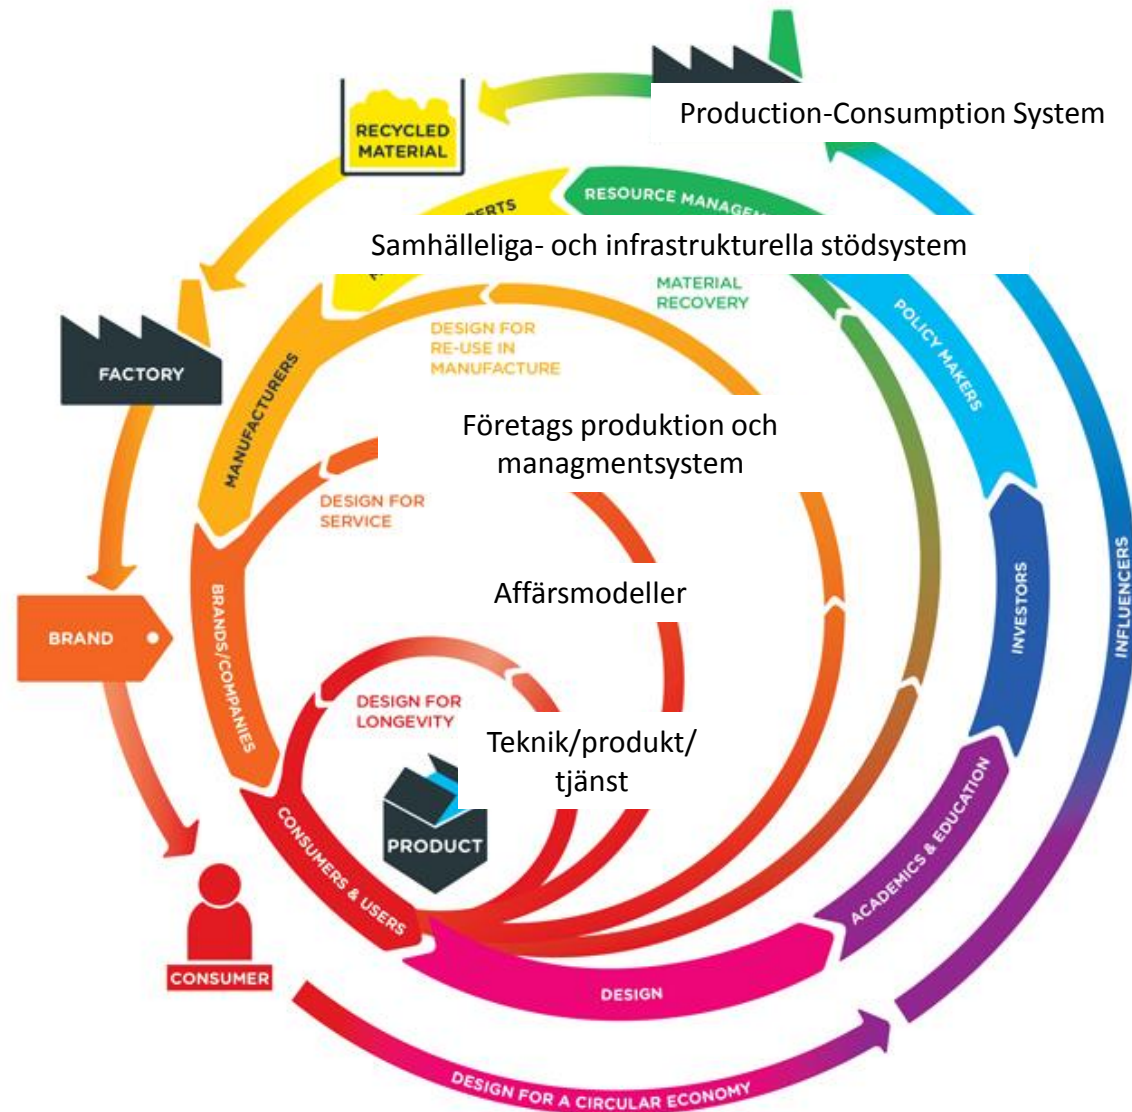 Production-Consumption System
RECYCLED
MATERIAL
RESOURCE
Samhälleliga- och infrastrukturella stödsystem
MATERIAL
RECOVERY
POLICY MAKERS
DESIGN FOR
RE-USE IN
MANUFACTURE
FACTORY
MANUFACTURERS
Företags produktion och
managmentsystem
DESIGN FOR
SERVICE
INVESTORS
INFLUENCERS
Affärsmodeller
BRAND
BRANDS/COMPANIES
DESIGN FOR
LONGEVITY
Teknik/produkt/
tjänst
PRODUCT
CONSUMERS & USERS
ACADEMICS & EDUCATION
CONSUMER
DESIGN
DESIGN FOR A CIRCULAR ECONOMY